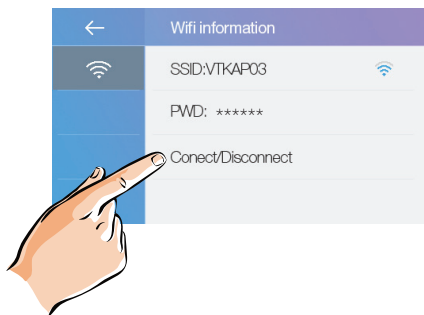 Wifi information
SSID:VTKAP03
PWD: ******
Conect/Disconnect